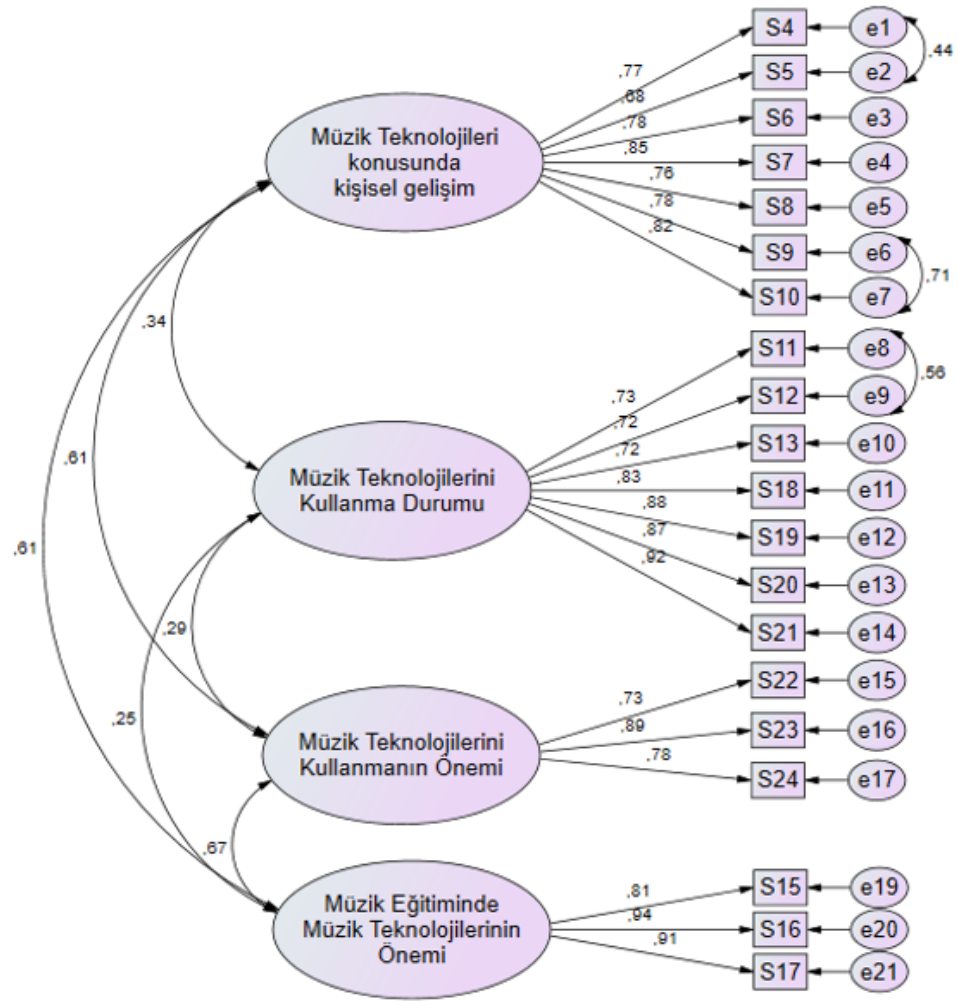 S4
e1
,44
,77
S5
e2
,68
S6
e3
,78
Müzik Teknolojileri
konusunda
kişisel gelişim
,85
S7
e4
,76
S8
e5
,78
S9
e6
,82
,71
S10
e7
,34
S11
e8
,56
,73
S12
e9
,72
S13
e10
,72
,61
Müzik Teknolojilerini
Kullanma Durumu
,83
S18
e11
,88
S19
e12
,61
,87
S20
e13
,92
,29
S21
e14
S22
e15
,73
,25
Müzik Teknolojilerini
Kullanmanın Önemi
,89
S23
e16
,78
S24
e17
,67
,81
S15
e19
Müzik Eğitiminde
Müzik Teknolojilerinin
Önemi
,94
S16
e20
,91
S17
e21